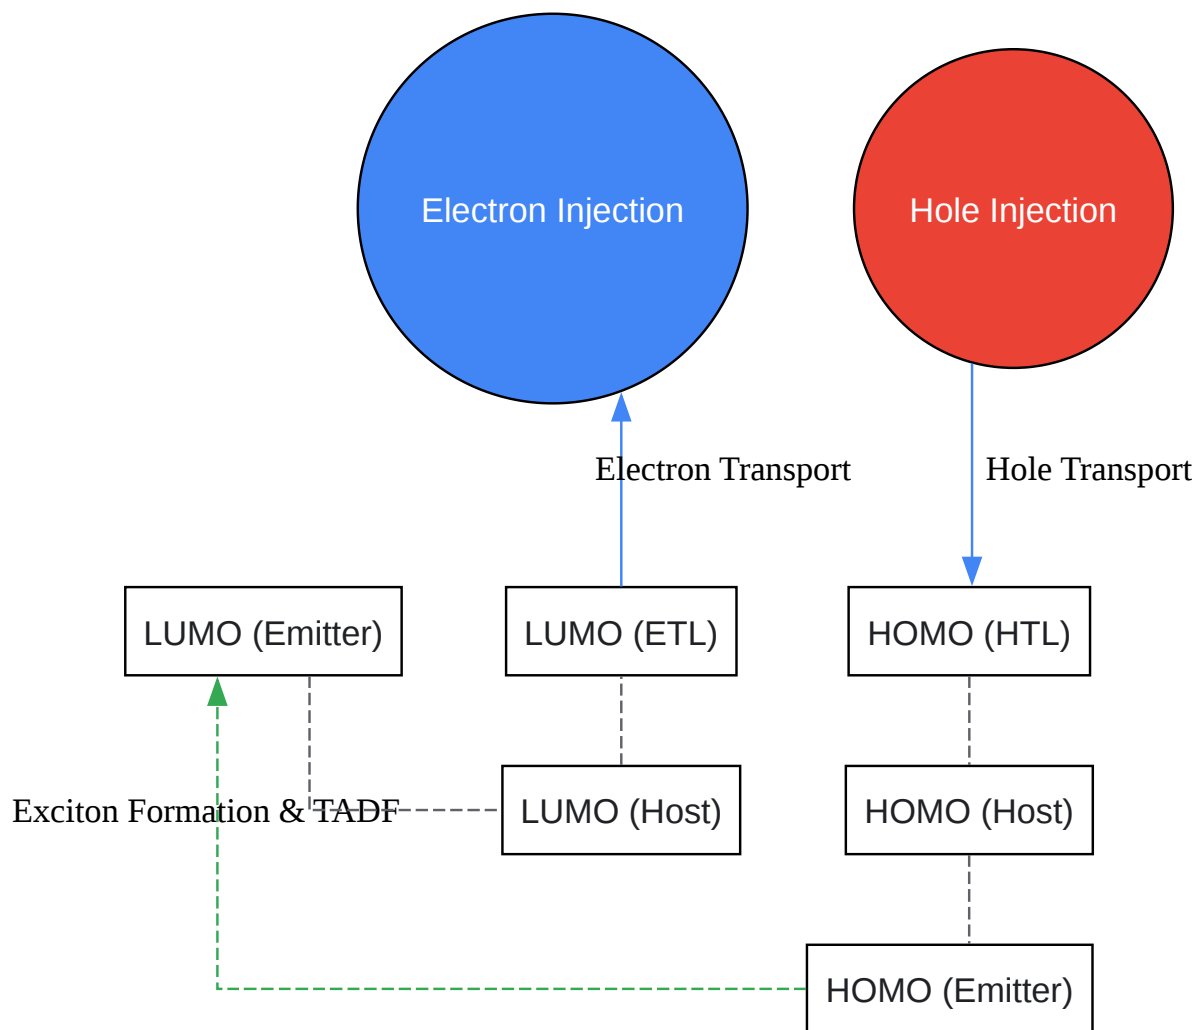 Electron Injection
Hole Injection
Electron Transport
Hole Transport
LUMO (Emitter)
LUMO (ETL)
HOMO (HTL)
Exciton Formation & TADF
LUMO (Host)
HOMO (Host)
HOMO (Emitter)